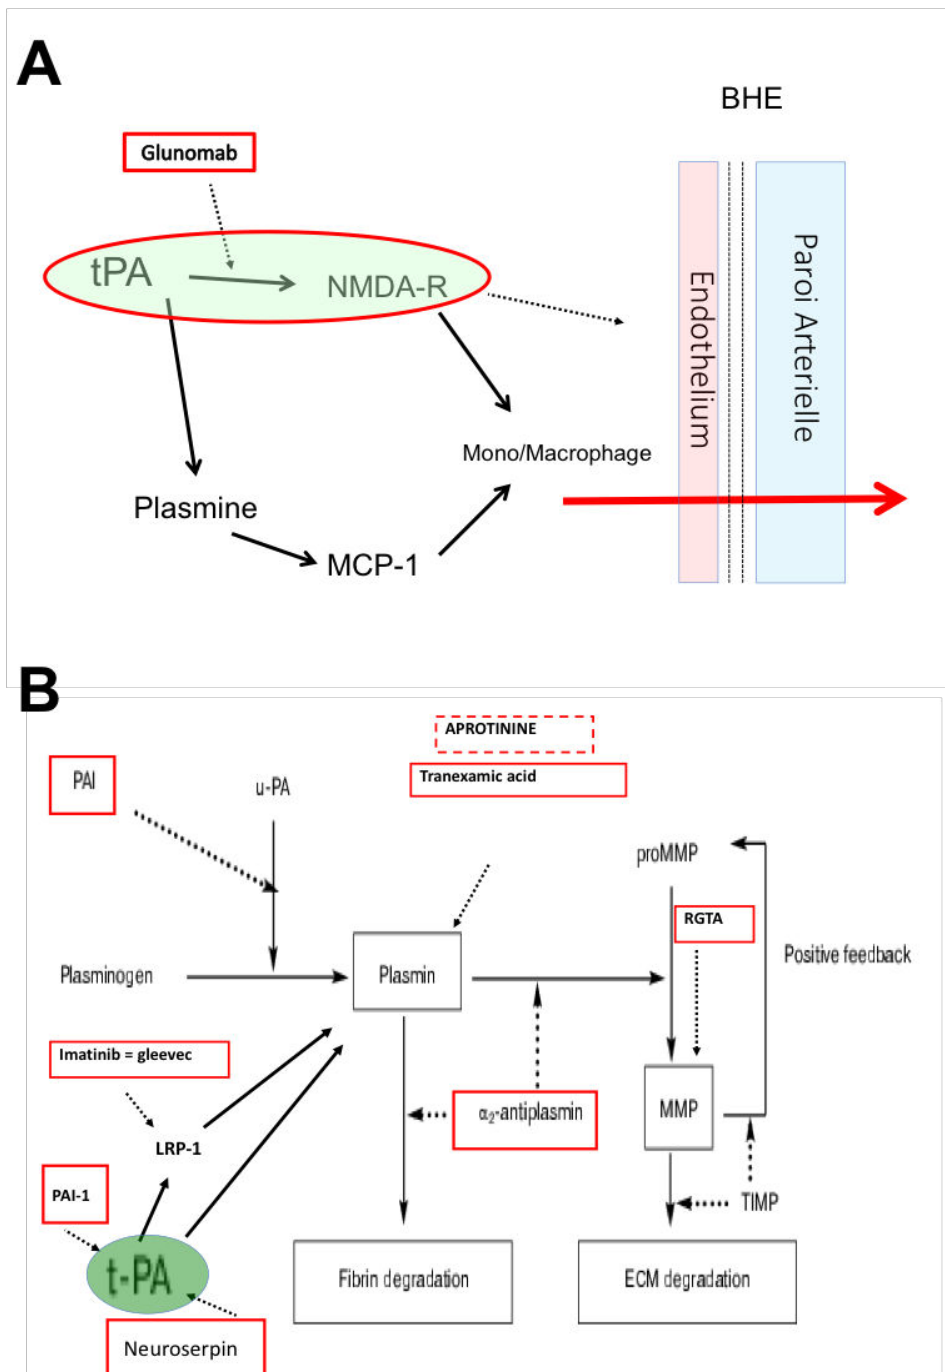 A
BHE
Glunomab
tPA
NMDA-R
Endothelium
Paroi Arterielle
Mono/Macrophage
Plasmine
MCP-1
B
APROTININE
PAI
Tranexamic acid
u-PA
proMMP
RGTA
Positive feedback
Plasminogen
Plasmin
Imatinib = gleevec
α2-antiplasmin
MMP
LRP-1
PAI-1
TIMP
t-PA
Fibrin degradation
ECM degradation
Neuroserpin